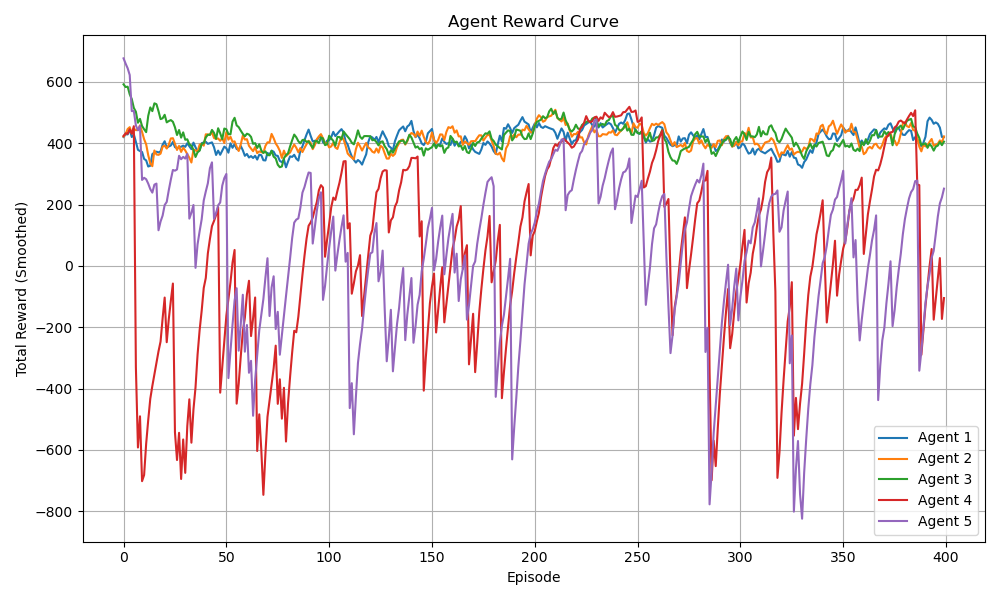 Agent Reward Curve
Total Reward (Smoothed)
600
400
200
0
−200
−400
−600
−800
0 50 100 150 200 250 300 350 400
Episode
Agent 1
Agent 2
Agent 3
Agent 4
Agent 5